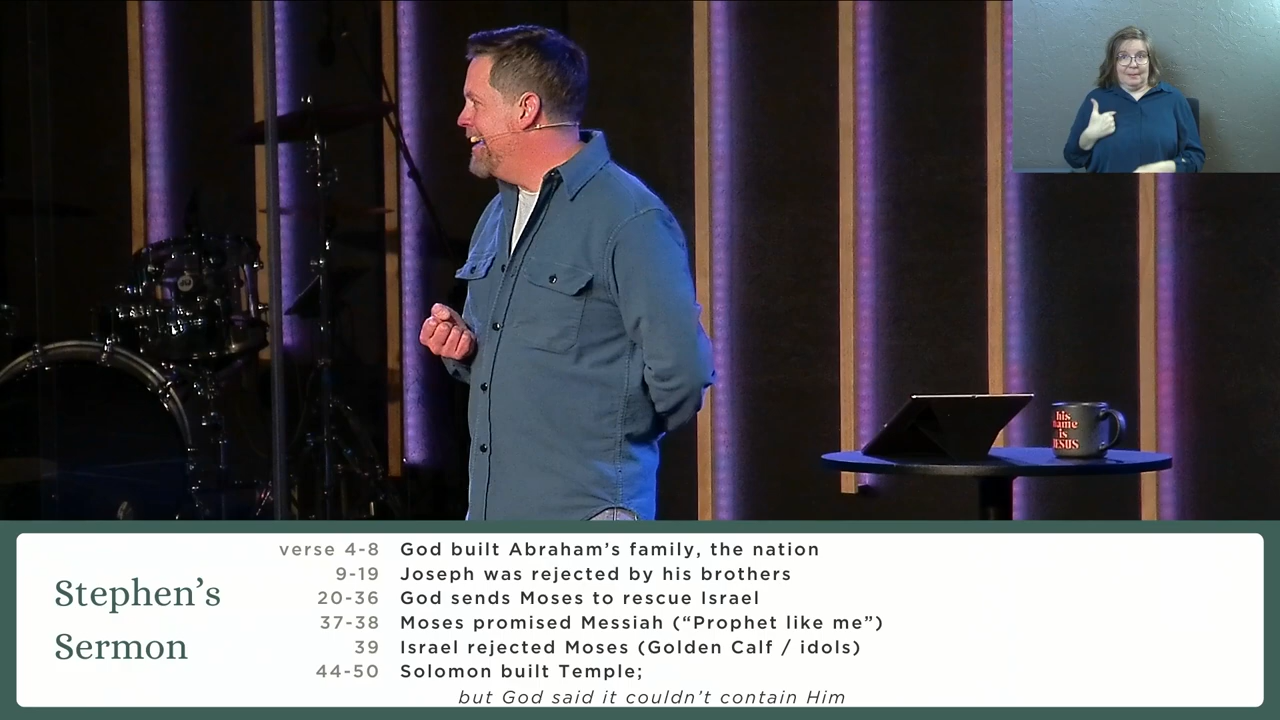 his
name
is
JESUS
Stephen’s
Sermon
verse 4-8 God built Abraham’s family, the nation
9-19 Joseph was rejected by his brothers
20-36 God sends Moses to rescue Israel
37-38 Moses promised Messiah (“Prophet like me”)
39 Israel rejected Moses (Golden Calf / idols)
44-50 Solomon built Temple;
but God said it couldn’t contain Him